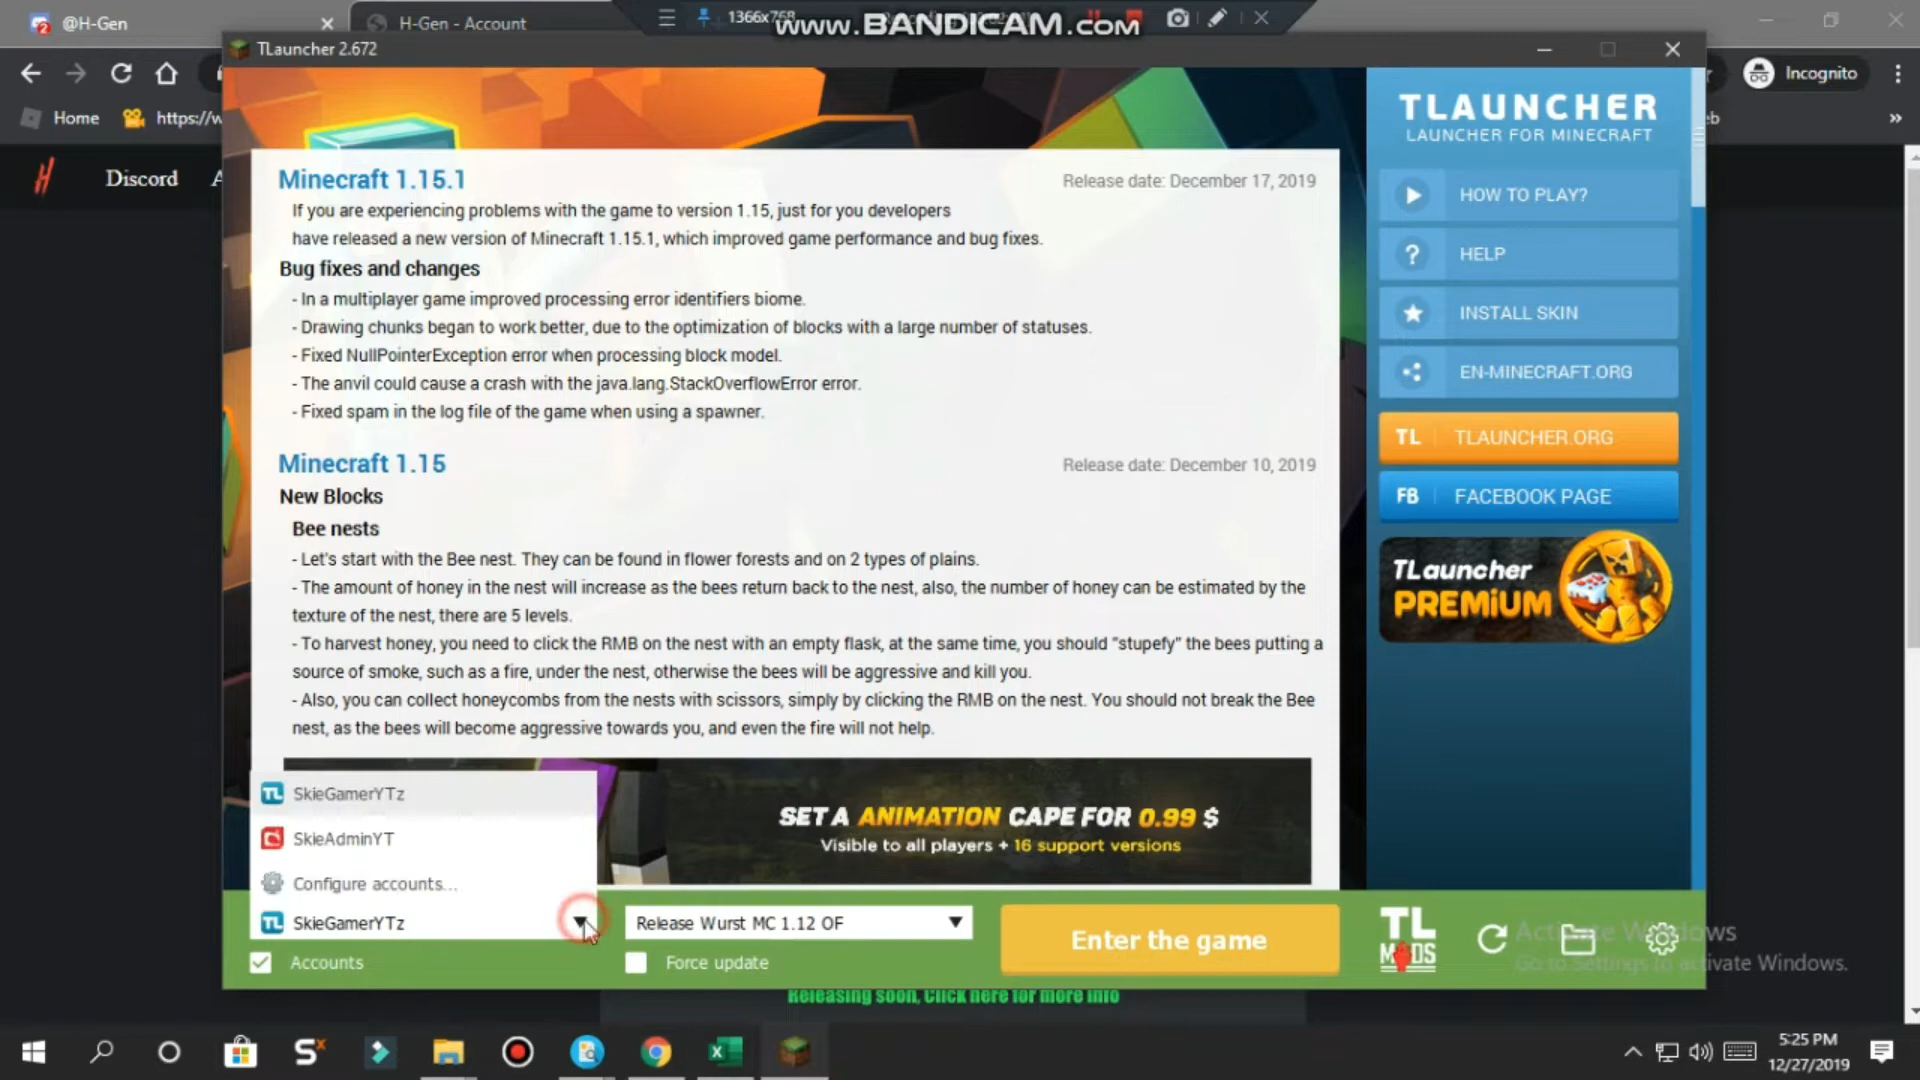 @H-Gen
H-Gen - Account
1366x768
www.BANDICAM.com
TLauncher 2.672
Incognito
Home
https://w
Discord
TLAUNCHER
LAUNCHER FOR MINECRAFT
HOW TO PLAY?
? HELP
INSTALL SKIN
EN-MINECRAFT.ORG
TL TLAUNCHER.ORG
FB FACEBOOK PAGE
TLauncher
PREMiUM
Minecraft 1.15.1
Release date: December 17, 2019
If you are experiencing problems with the game to version 1.15, just for you developers
have released a new version of Minecraft 1.15.1, which improved game performance and bug fixes.
Bug fixes and changes
- In a multiplayer game improved processing error identifiers biome.
- Drawing chunks began to work better, due to the optimization of blocks with a large number of statuses.
- Fixed NullPointerException error when processing block model.
- The anvil could cause a crash with the java.lang.StackOverflowError error.
- Fixed spam in the log file of the game when using a spawner.
Minecraft 1.15
Release date: December 10, 2019
New Blocks
Bee nests
- Let's start with the Bee nest. They can be found in flower forests and on 2 types of plains.
- The amount of honey in the nest will increase as the bees return back to the nest, also, the number of honey can be estimated by the
texture of the nest, there are 5 levels.
- To harvest honey, you need to click the RMB on the nest with an empty flask, at the same time, you should "stupefy" the bees putting a
source of smoke, such as a fire, under the nest, otherwise the bees will be aggressive and kill you.
- Also, you can collect honeycombs from the nests with scissors, simply by clicking the RMB on the nest. You should not break the Bee
nest, as the bees will become aggressive towards you, and even the fire will not help.
SET A ANIMATION CAPE FOR 0.99 $
Visible to all players + 16 support versions
TL SkieGamerYTz
SkieAdminYT
Configure accounts...
TL SkieGamerYTz
Accounts
Release Wurst MC 1.12 OF
Force update
Enter the game
TL
MODS
Activate Windows
Go to Settings to activate Windows.
Releasing soon, Click here for more info
5:25 PM
12/27/2019